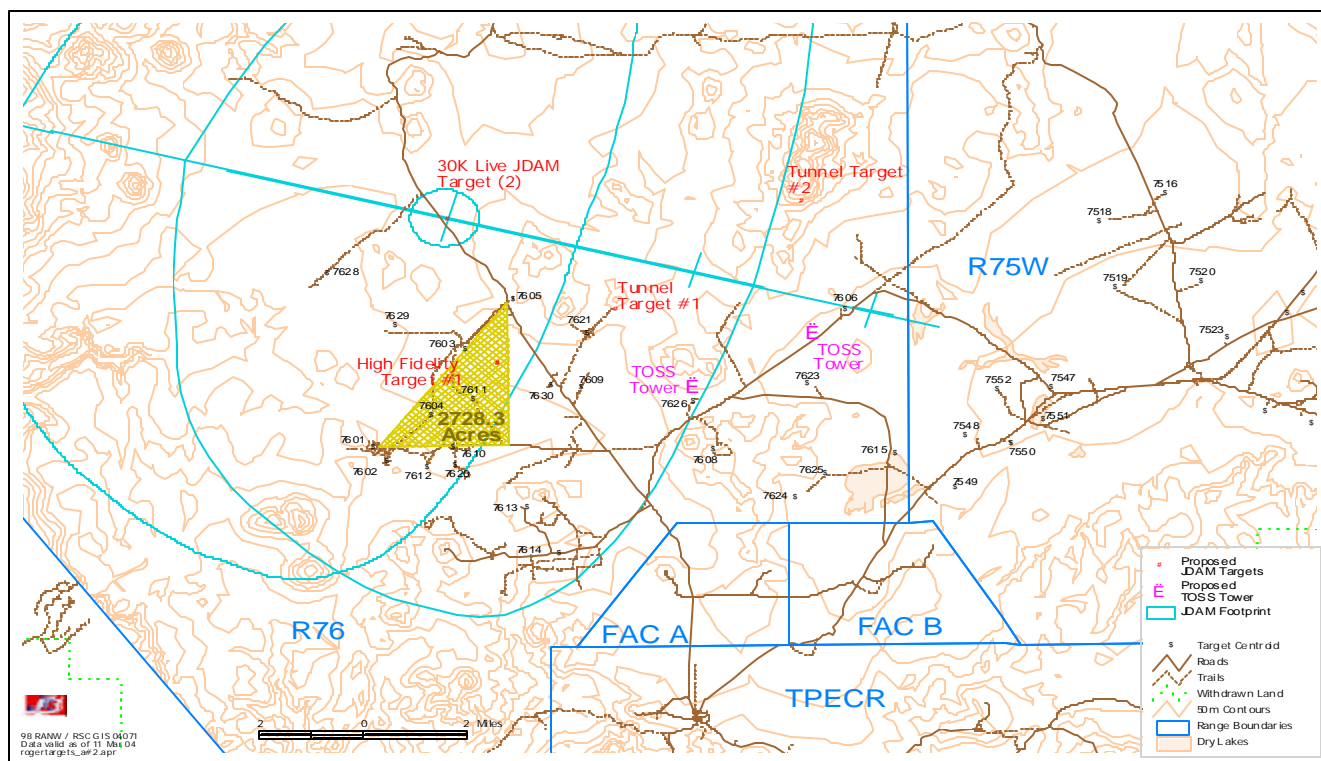 30K Live JDAM
Target (2)
Tunnel Target
#2
7516
7518
R75W
7519
7520
7628
7605
Tunnel
Target #1
7606
7629
7621
7523
7603
TOSS
Tower
High Fidelity
Target #1
TOSS
Tower
7623
7552
7547
7611
7609
7630
7604
7626
7551
2728.3
Acres
7548
7601
7610
7615
7550
7602
7612
7608
7625
7549
7624
7613
7614
R76
FAC A
FAC B
TPECR
Proposed
JDAM Targets
Proposed
TOSS Tower
JDAM Footprint
Target Centroid
Roads
Trails
Withdrawn Land
50m Contours
Range Boundaries
Dry Lakes
2 0 2 Miles
98 RANW / RSC GIS 04071
Data valid as of 11 Mar 04
rogertargets_a#2.apr